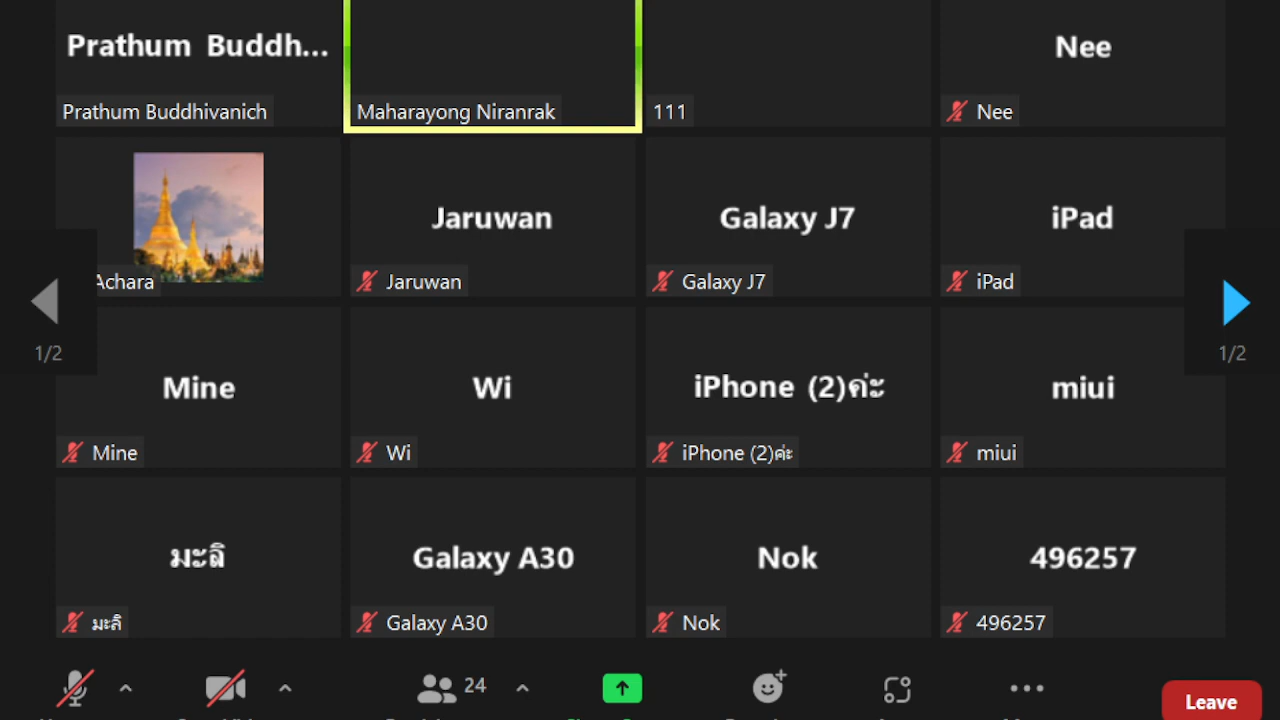 Prathum Buddh...
Prathum Buddhivanich
Maharayong Niranrak
111
Nee
Nee
Achara
Jaruwan
Jaruwan
Galaxy J7
Galaxy J7
iPad
iPad
1/2
1/2
Mine
Mine
Wi
Wi
iPhone (2)ค่ะ
iPhone (2)ค่ะ
miui
miui
มะลิ
มะลิ
Galaxy A30
Galaxy A30
Nok
Nok
496257
496257
24
Leave